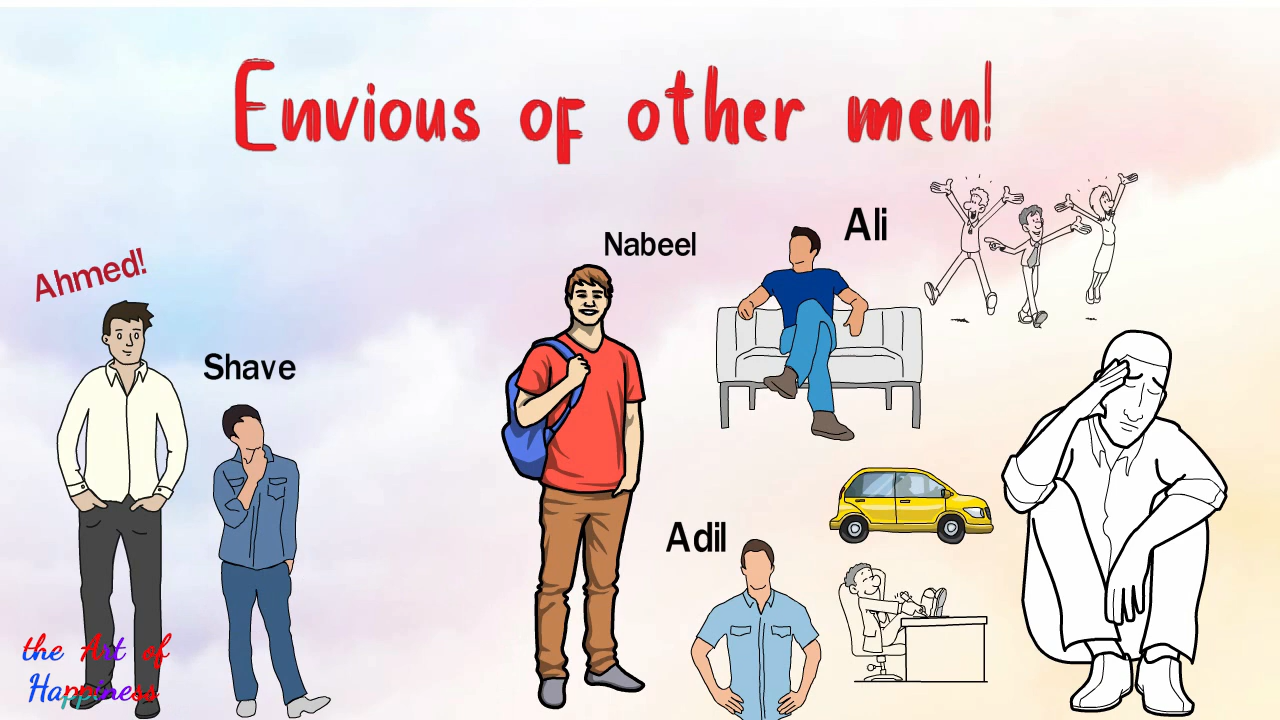 Envious of other men!
Ahmed!
Shave
Nabeel
Ali
Adil
the Art of
Happiness